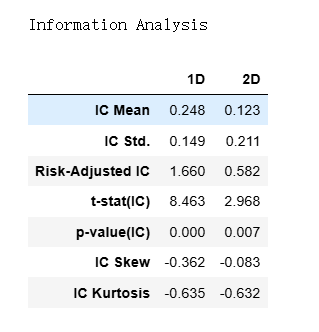 Information Analysis
1D 2D
IC Mean 0.248 0.123
IC Std. 0.149 0.211
Risk-Adjusted IC 1.660 0.582
t-stat(IC) 8.463 2.968
p-value(IC) 0.000 0.007
IC Skew -0.362 -0.083
IC Kurtosis -0.635 -0.632